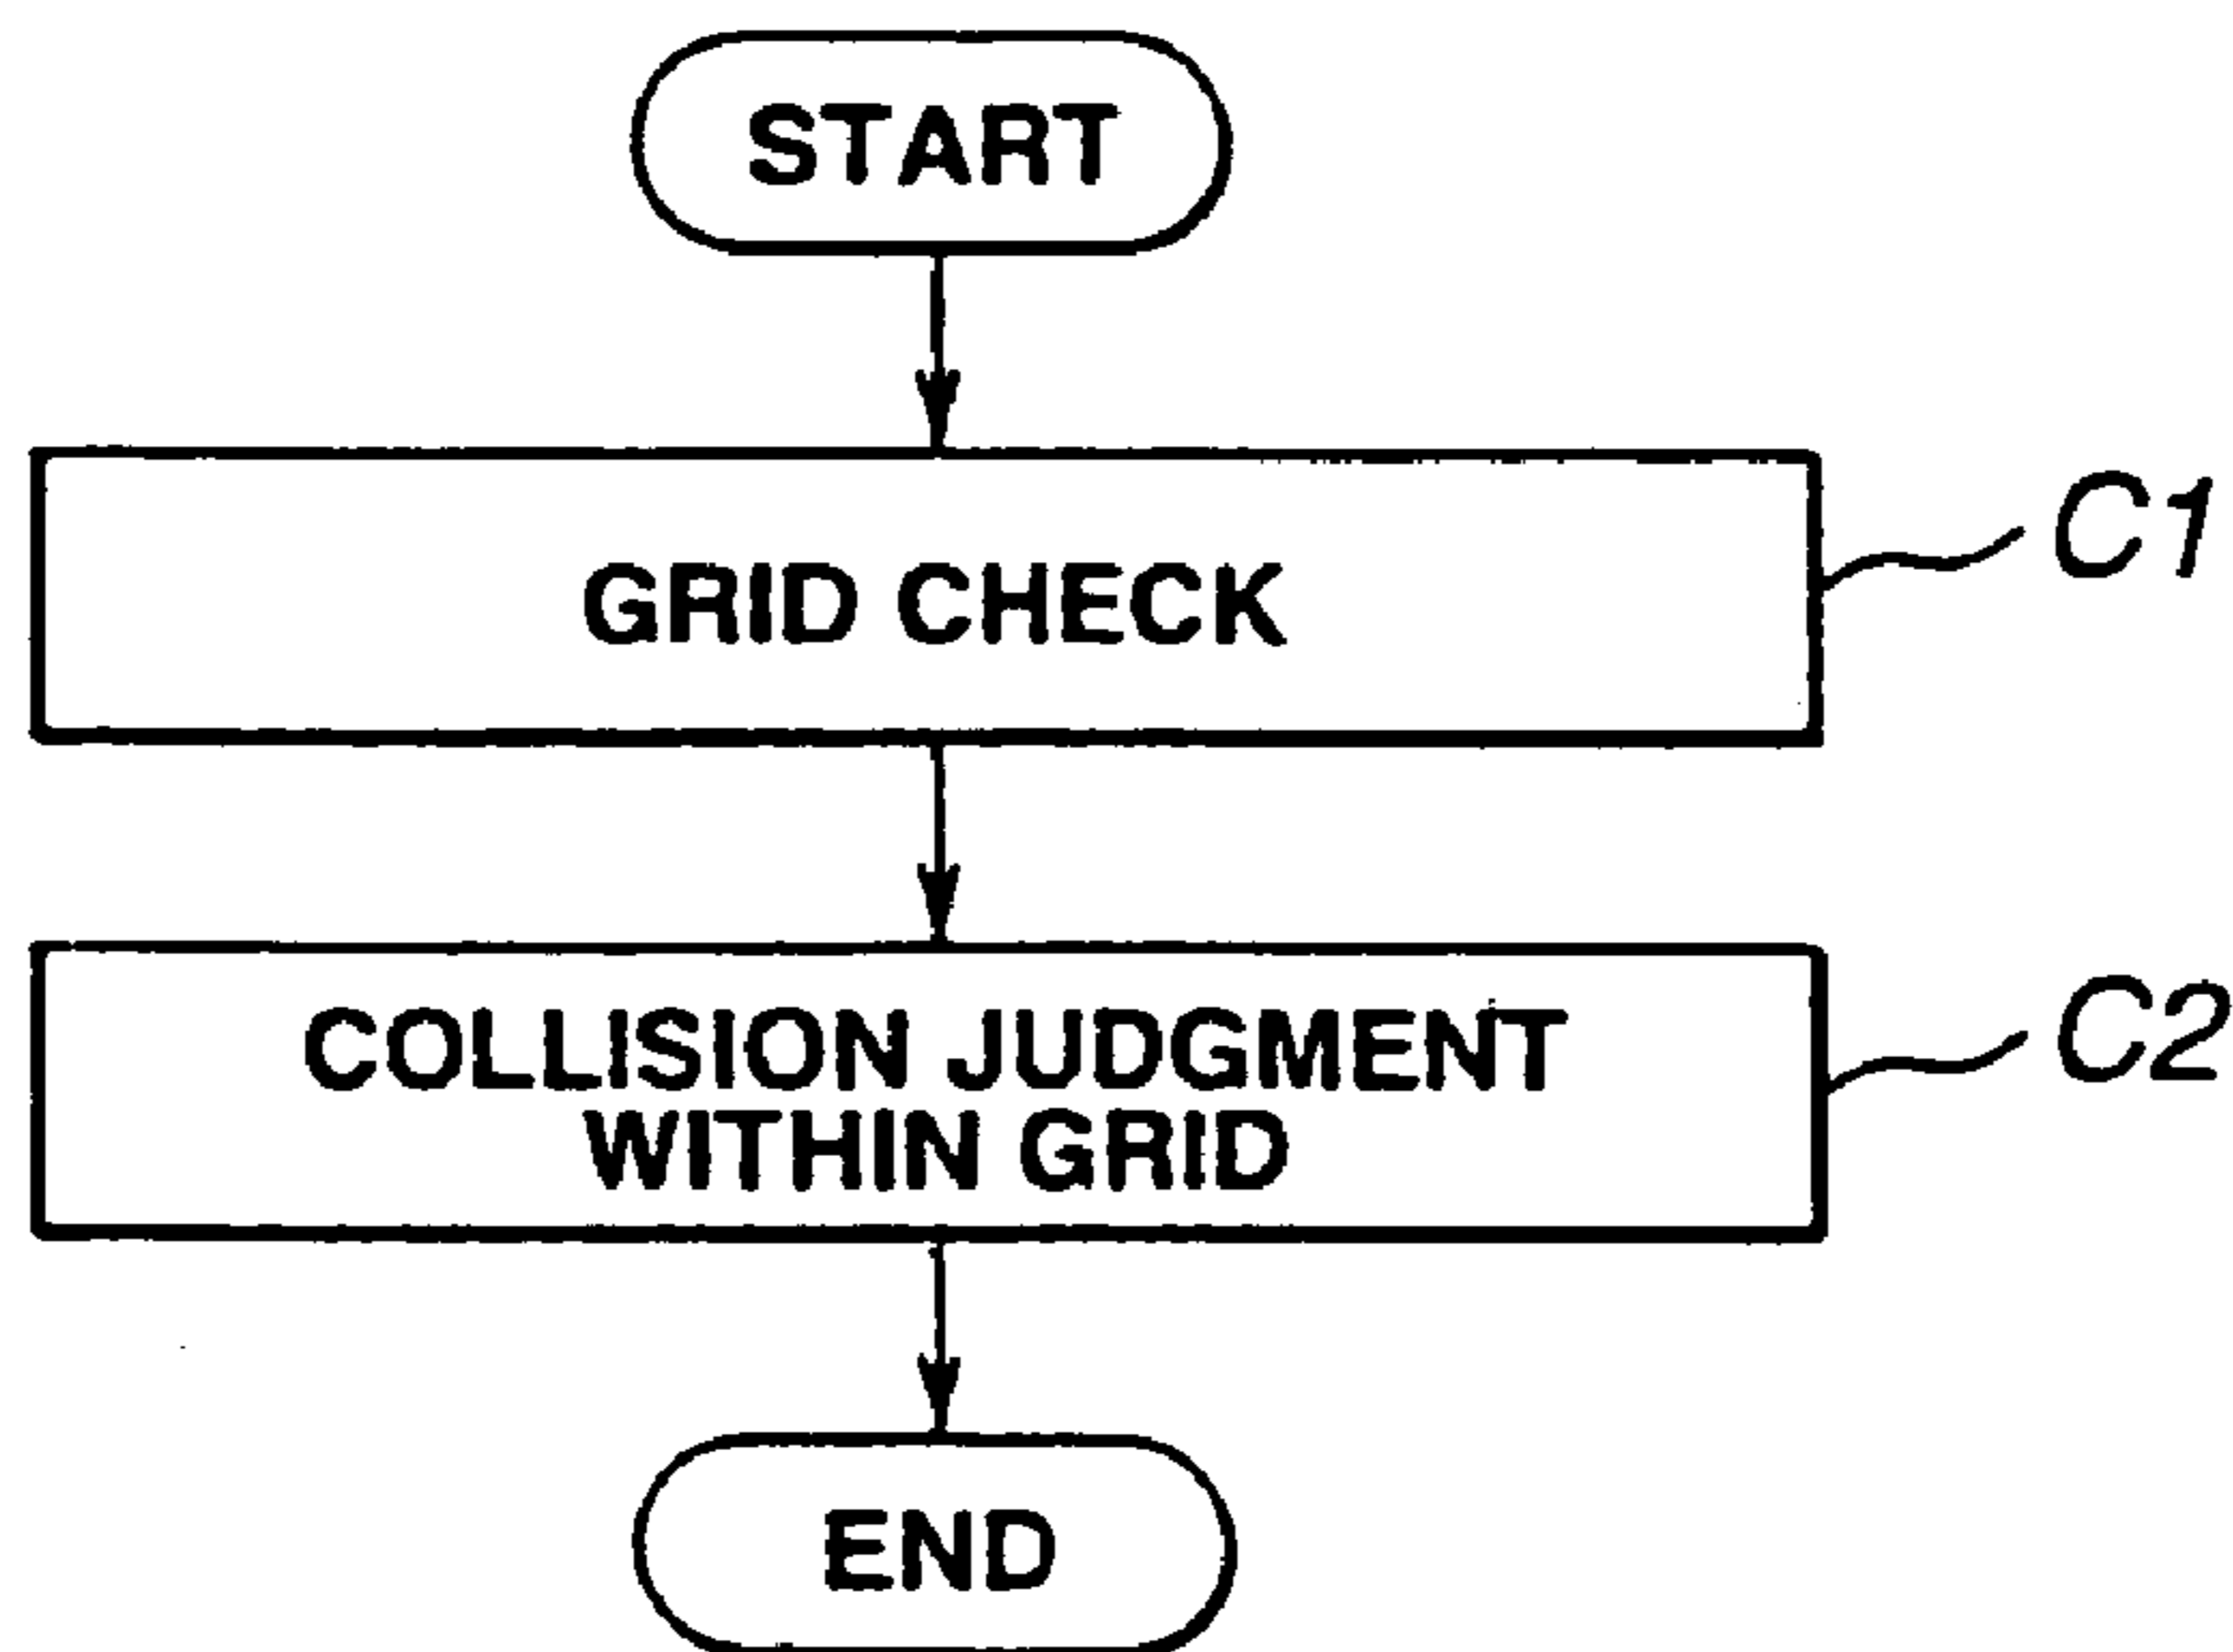 START
GRID CHECK
C1
COLLISION JUDGMENT
WITHIN GRID
C2
END